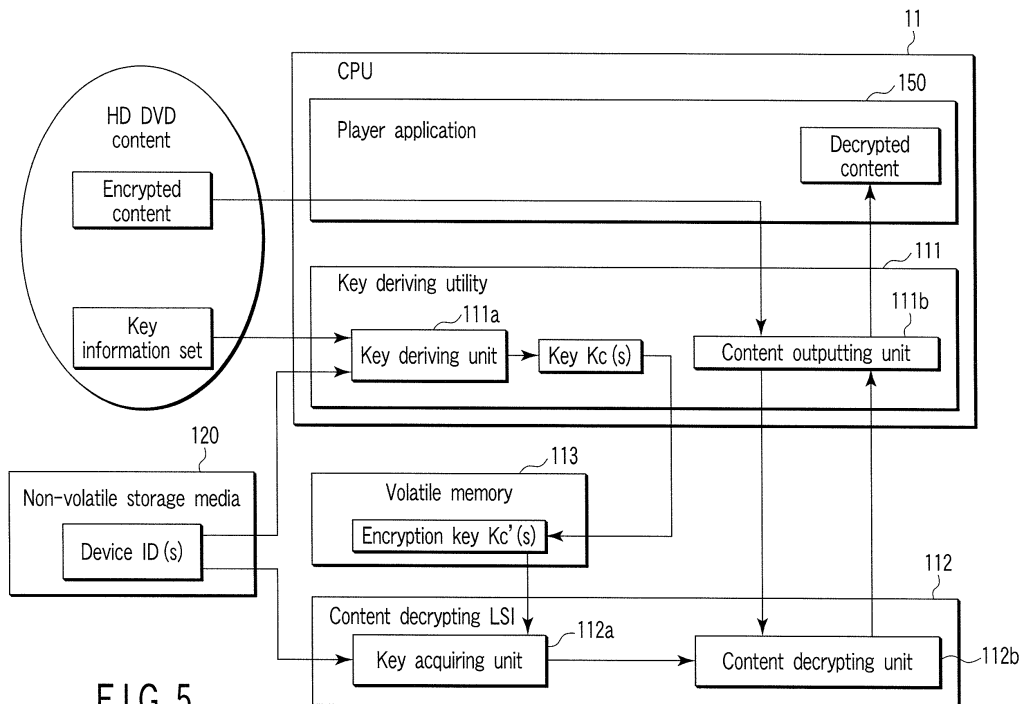 11
CPU
150
HD DVD
content
Player application
Decrypted
content
Encrypted
content
111
Key deriving utility
111a
111b
Key
information set
Key deriving unit
Key Kc(s)
Content outputting unit
120
113
Non-volatile storage media
Volatile memory
Device ID(s)
Encryption key Kc'(s)
112
Content decrypting LSI
112a
Key acquiring unit
Content decrypting unit
112b
FIG. 5